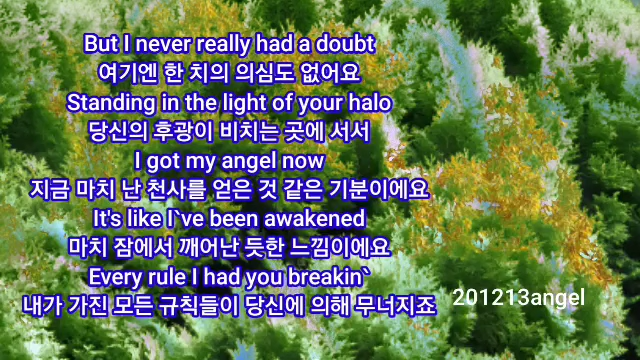 But I never really had a doubt
여기엔 한 치의 의심도 없어요
Standing in the light of your halo
당신의 후광이 비치는 곳에 서서
I got my angel now
지금 마치 난 천사를 얻은 것 같은 기분이에요
It's like I`ve been awakened
마치 잠에서 깨어난 듯한 느낌이에요
Every rule I had you breakin`
내가 가진 모든 규칙들이 당신에 의해 무너지죠
201213angel